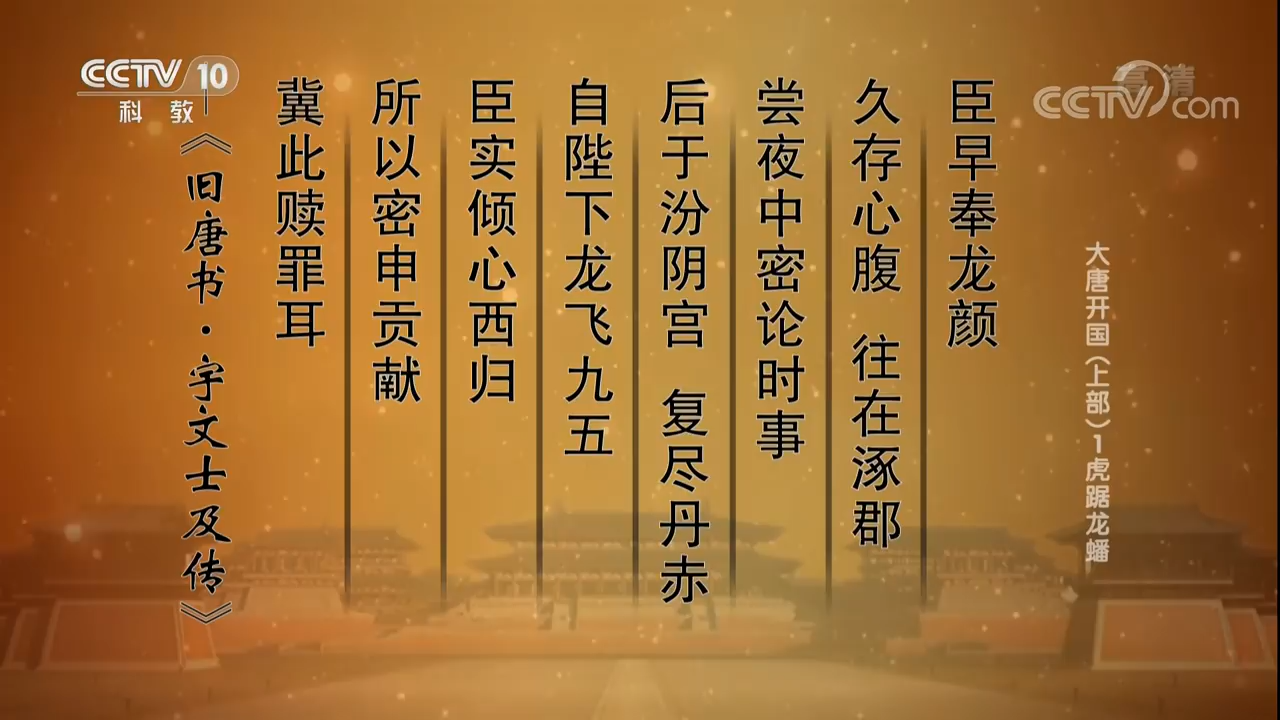 CCTV 10
科教
高清
CCTV.com
大唐开国(上部)1虎踞龙蟠
臣早奉龙颜
久存心腹 往在涿郡
尝夜中密论时事
后于汾阴宫 复尽丹赤
自陛下龙飞九五
臣实倾心西归
所以密申贡献
冀此赎罪耳
《旧唐书·宇文士及传》